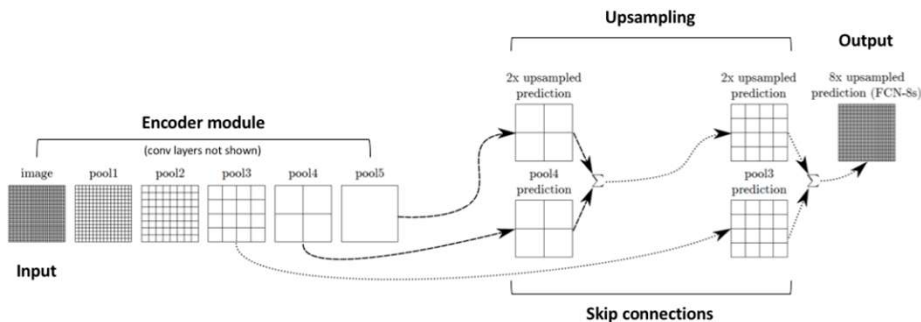 Upsampling
Output
2x upsampled
prediction
2x upsampled
prediction
8x upsampled
prediction (FCN-8s)
Encoder module
(conv layers not shown)
image pool1 pool2 pool3 pool4 pool5
pool4
prediction
pool3
prediction
Σ
Σ
Input
Skip connections